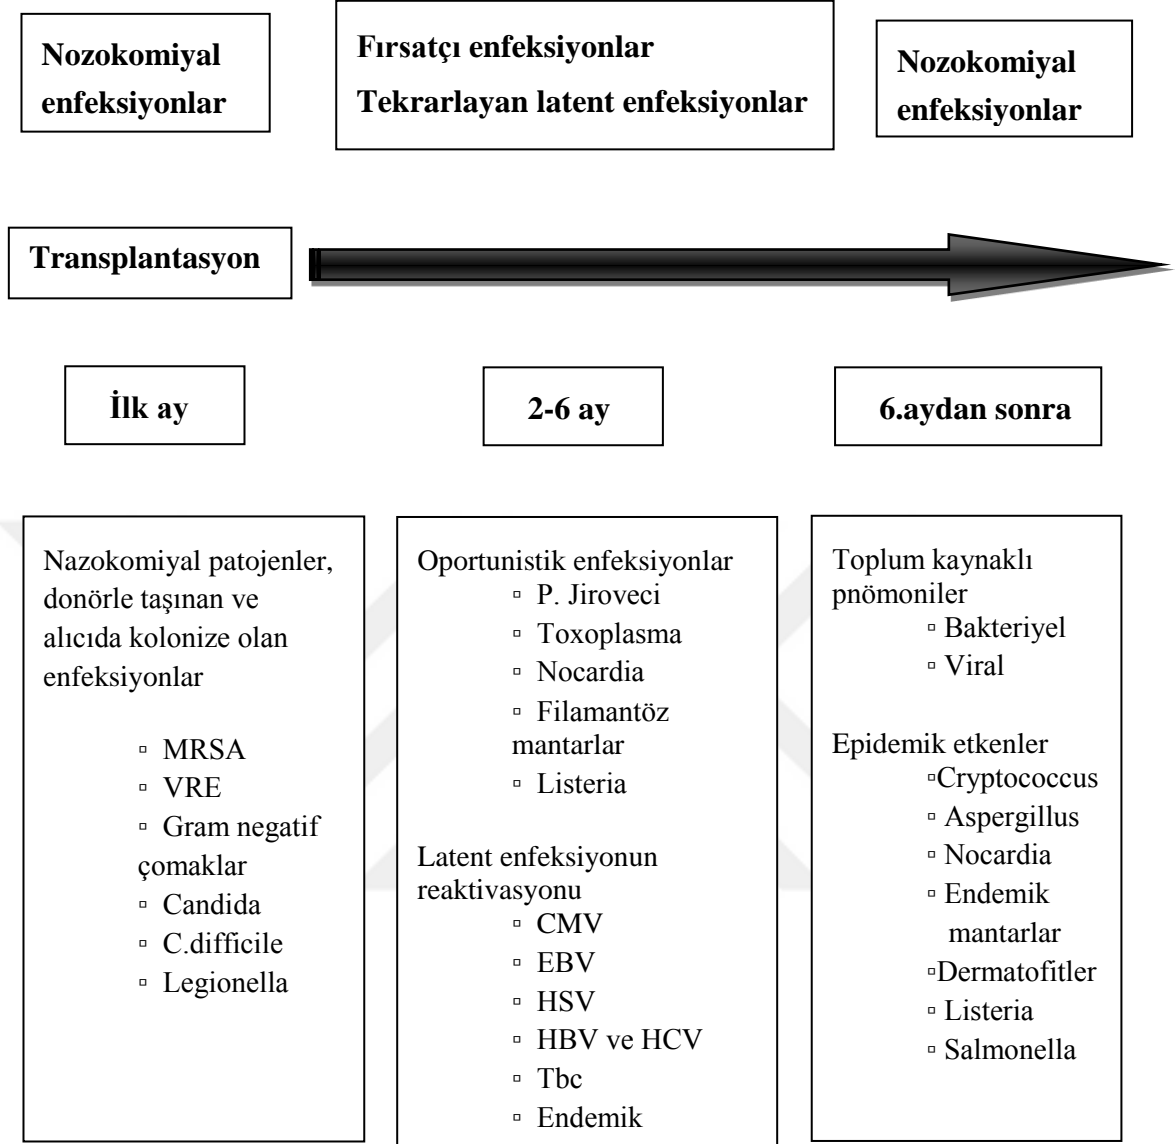 Nozokomiyal
enfeksiyonlar
Fırsatçı enfeksiyonlar
Tekrarlayan latent enfeksiyonlar
Nozokomiyal
enfeksiyonlar
Transplantasyon
İlk ay
2-6 ay
6.aydan sonra
Nazokomiyal patojenler,
donörle taşınan ve
alıcıda kolonize olan
enfeksiyonlar
▫ MRSA
▫ VRE
▫ Gram negatif
çomaklar
▫ Candida
▫ C.difficile
▫ Legionella
Oportunistik enfeksiyonlar
▫ P. Jiroveci
▫ Toxoplasma
▫ Nocardia
▫ Filamantöz
mantarlar
▫ Listeria
Latent enfeksiyonun
reaktivasyonu
▫ CMV
▫ EBV
▫ HSV
▫ HBV ve HCV
▫ Tbc
▫ Endemik
Toplum kaynaklı
pnömoniler
▫ Bakteriyel
▫ Viral
Epidemik etkenler
▫Cryptococcus
▫ Aspergillus
▫ Nocardia
▫ Endemik
mantarlar
▫Dermatofitler
▫ Listeria
▫ Salmonella